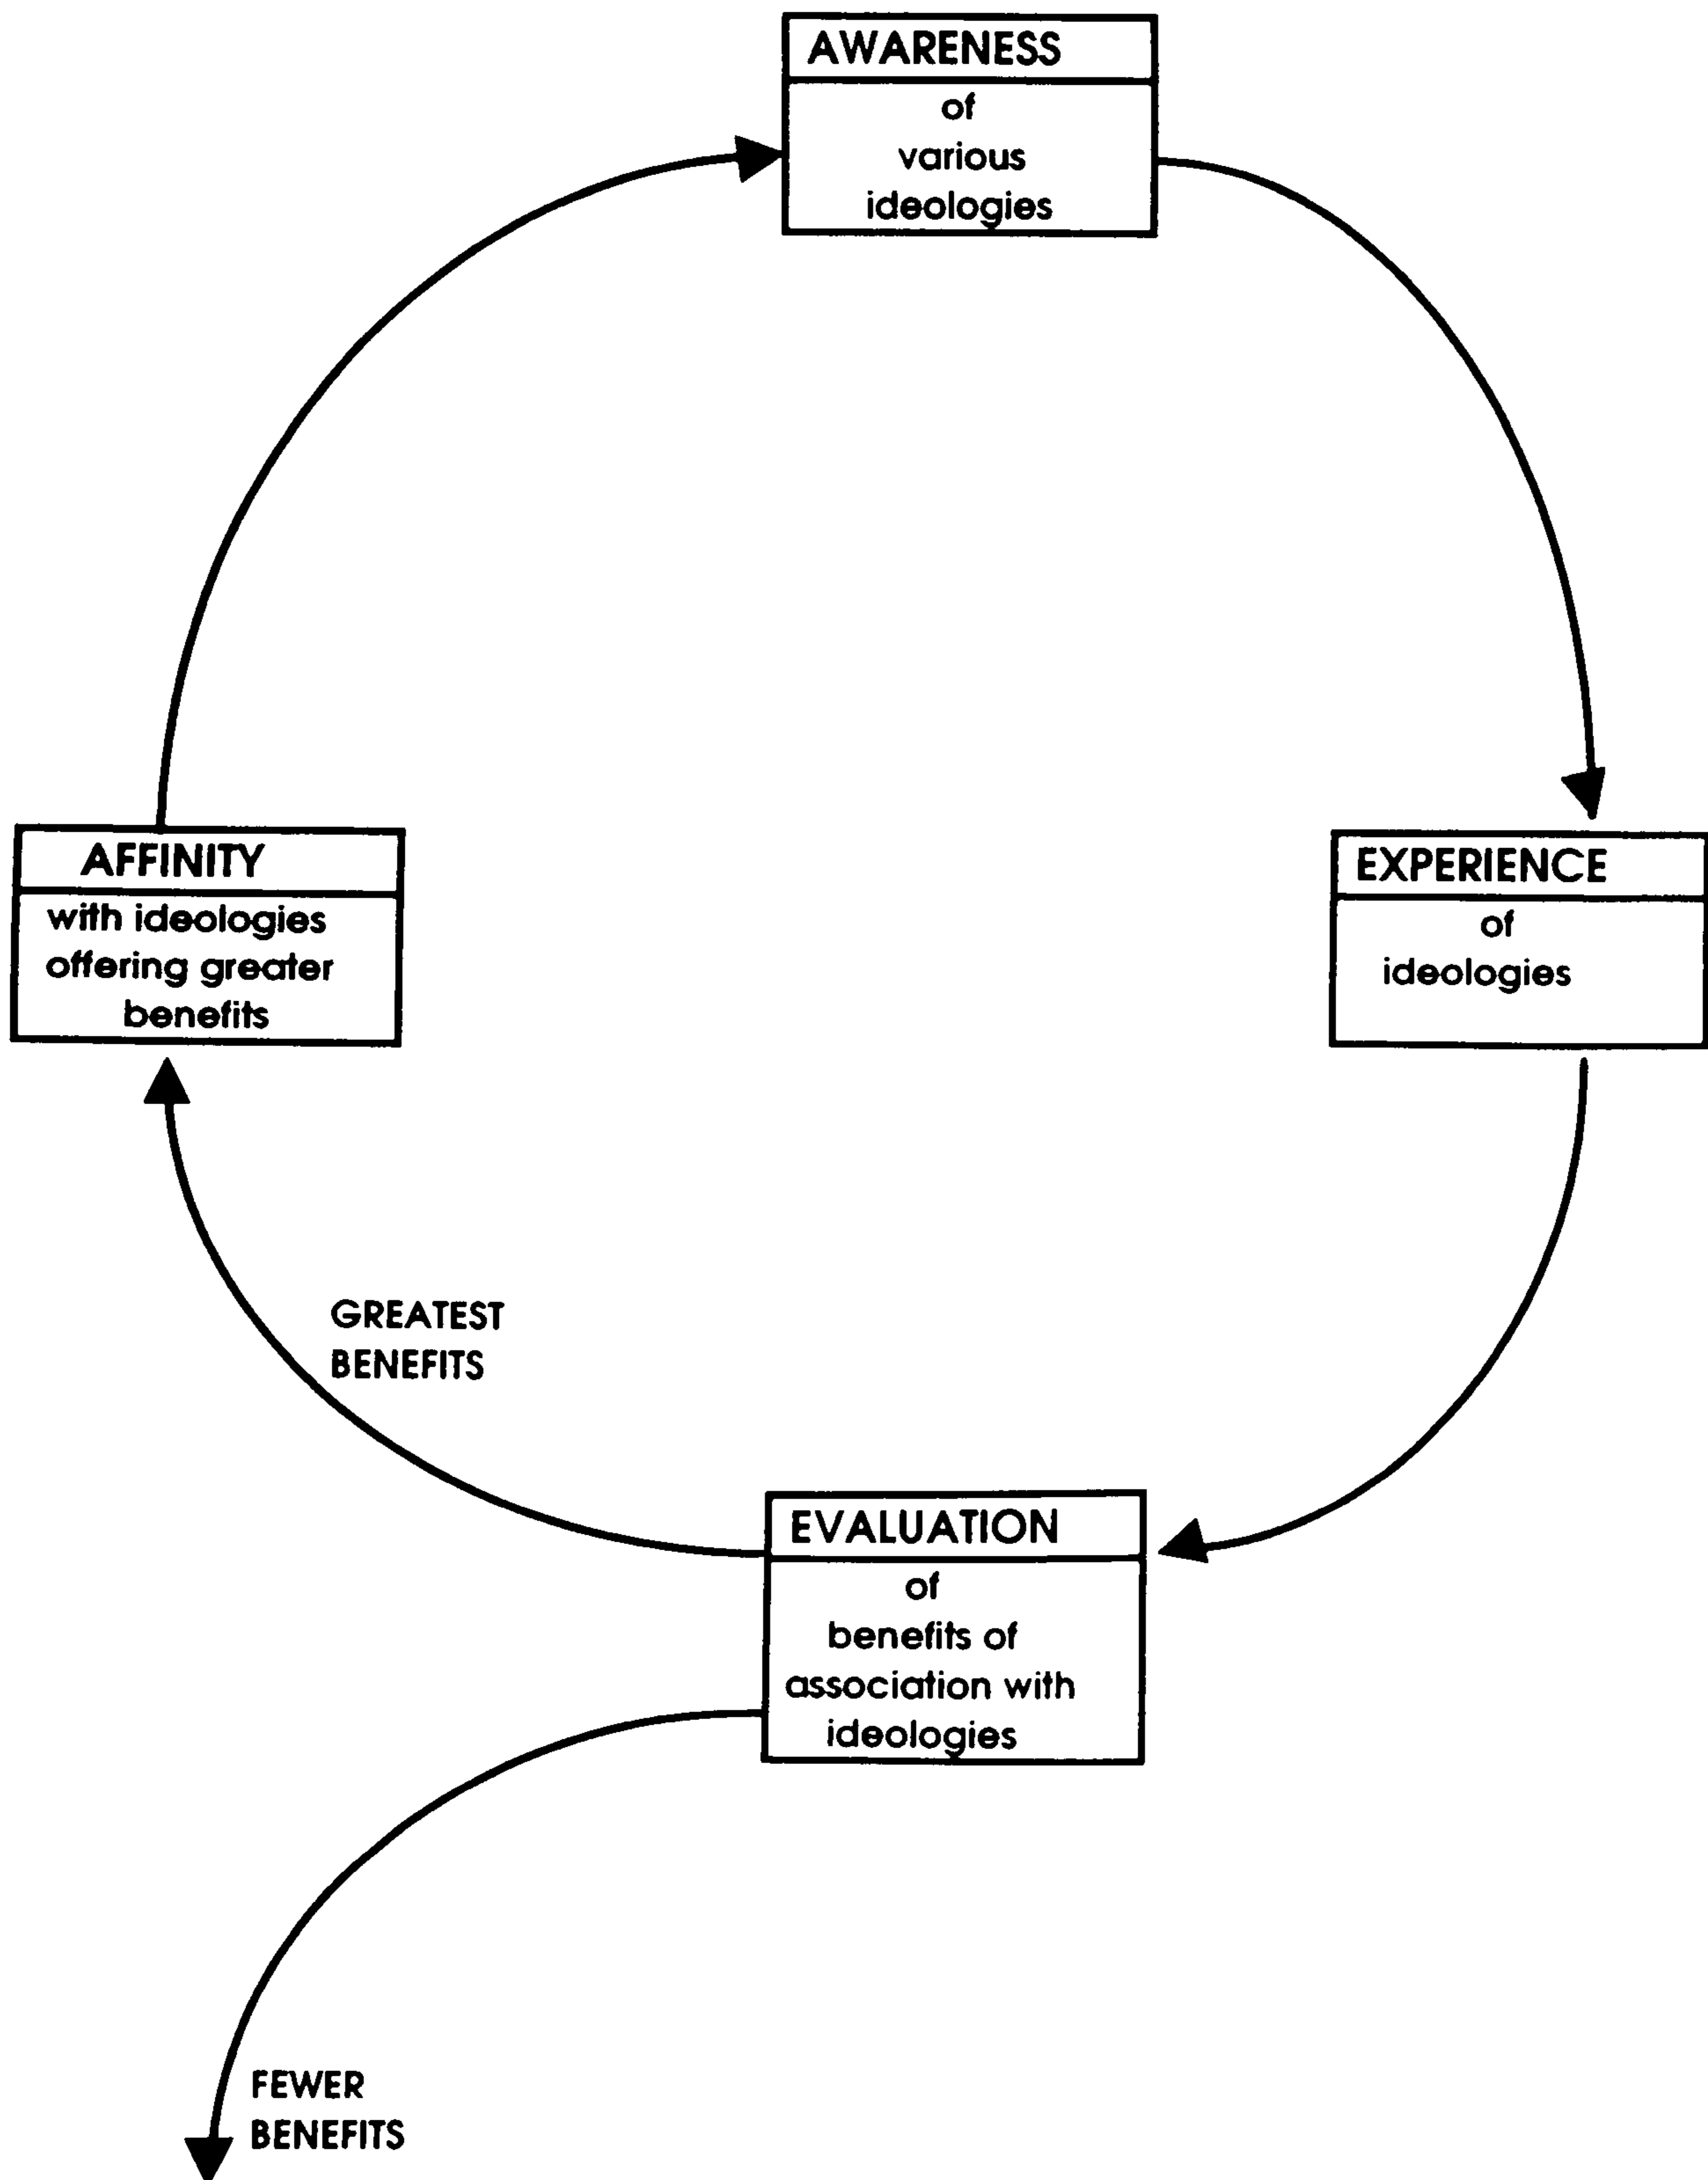 AWARENESS
of
various
ideologies
AFFINITY
with ideologies
offering greater
benefits
EXPERIENCE
of
ideologies
GREATEST
BENEFITS
EVALUATION
of
benefits of
association with
ideologies
FEWER
BENEFITS